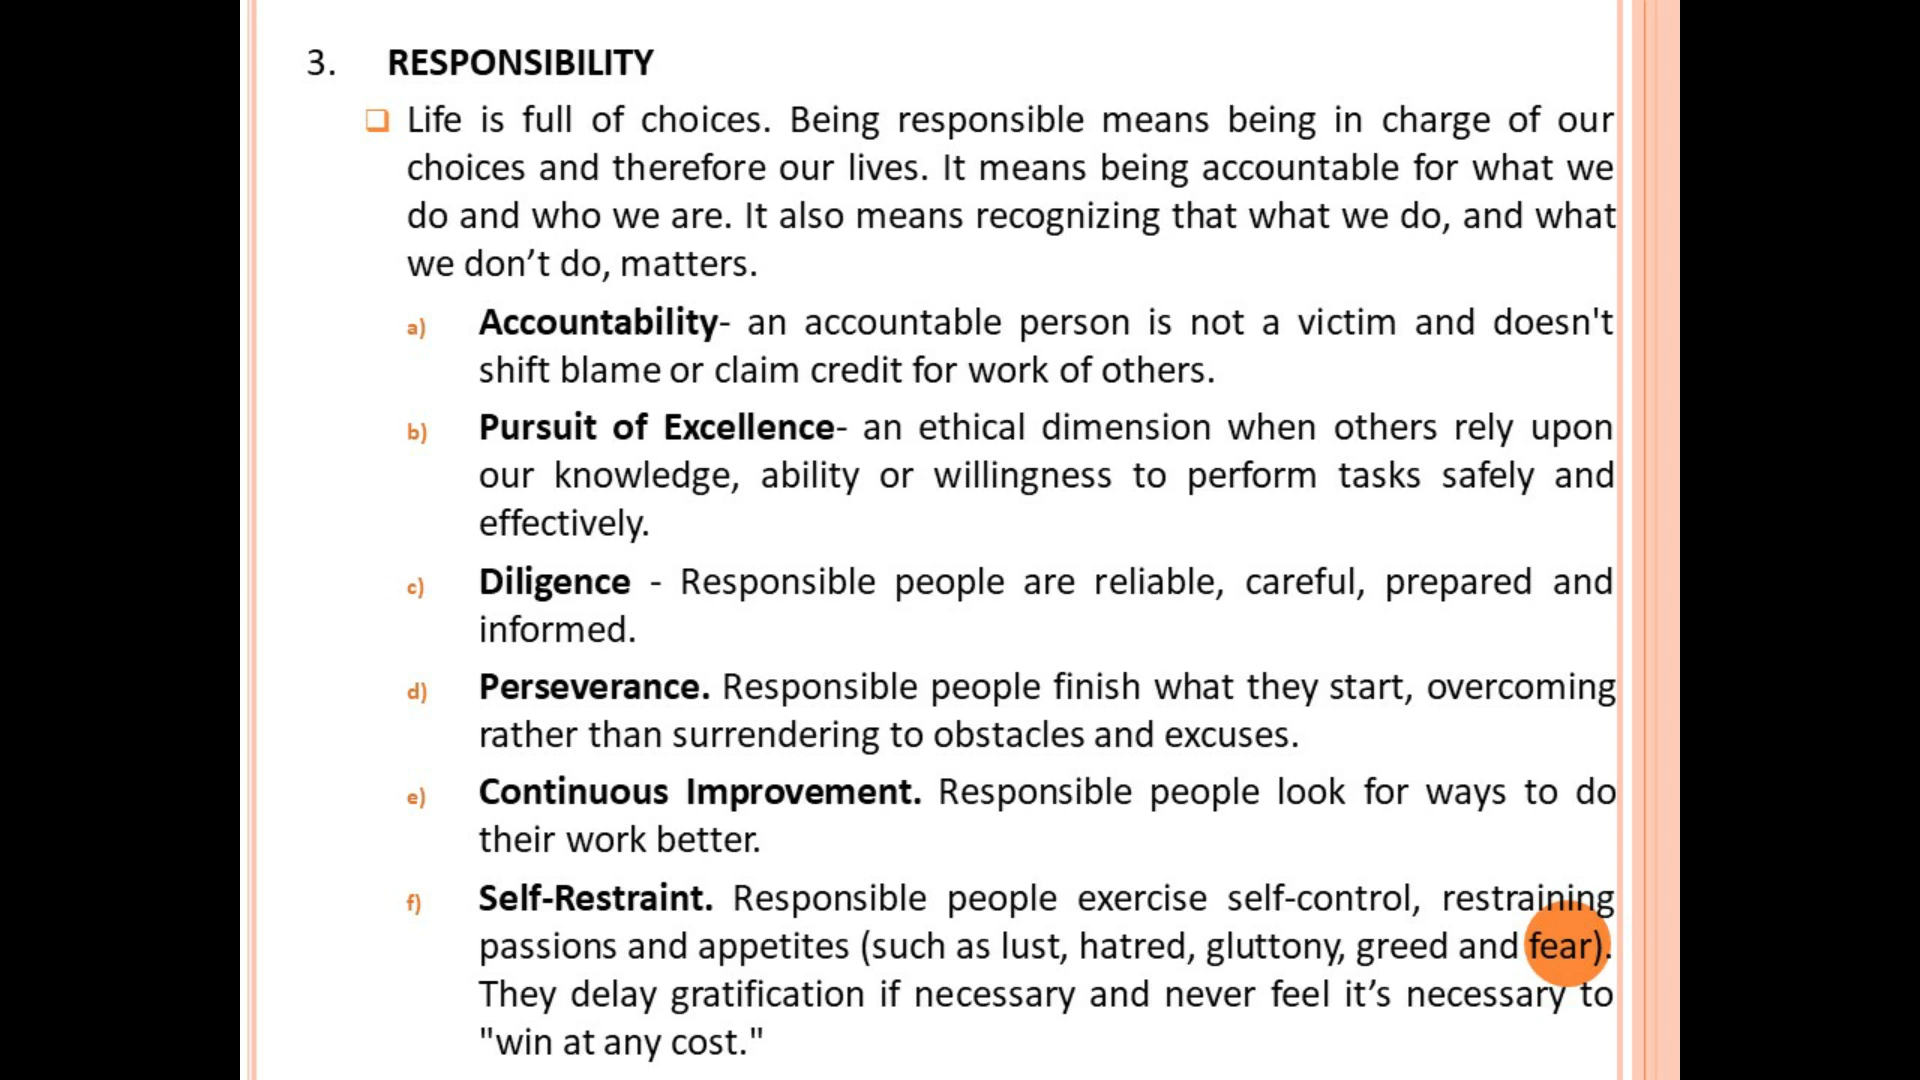 3. RESPONSIBILITY
❑ Life is full of choices. Being responsible means being in charge of our
choices and therefore our lives. It means being accountable for what we
do and who we are. It also means recognizing that what we do, and what
we don’t do, matters.
a) Accountability- an accountable person is not a victim and doesn't
shift blame or claim credit for work of others.
b) Pursuit of Excellence- an ethical dimension when others rely upon
our knowledge, ability or willingness to perform tasks safely and
effectively.
c) Diligence - Responsible people are reliable, careful, prepared and
informed.
d) Perseverance. Responsible people finish what they start, overcoming
rather than surrendering to obstacles and excuses.
e) Continuous Improvement. Responsible people look for ways to do
their work better.
f) Self-Restraint. Responsible people exercise self-control, restraining
passions and appetites (such as lust, hatred, gluttony, greed and fear).
They delay gratification if necessary and never feel it’s necessary to
"win at any cost."